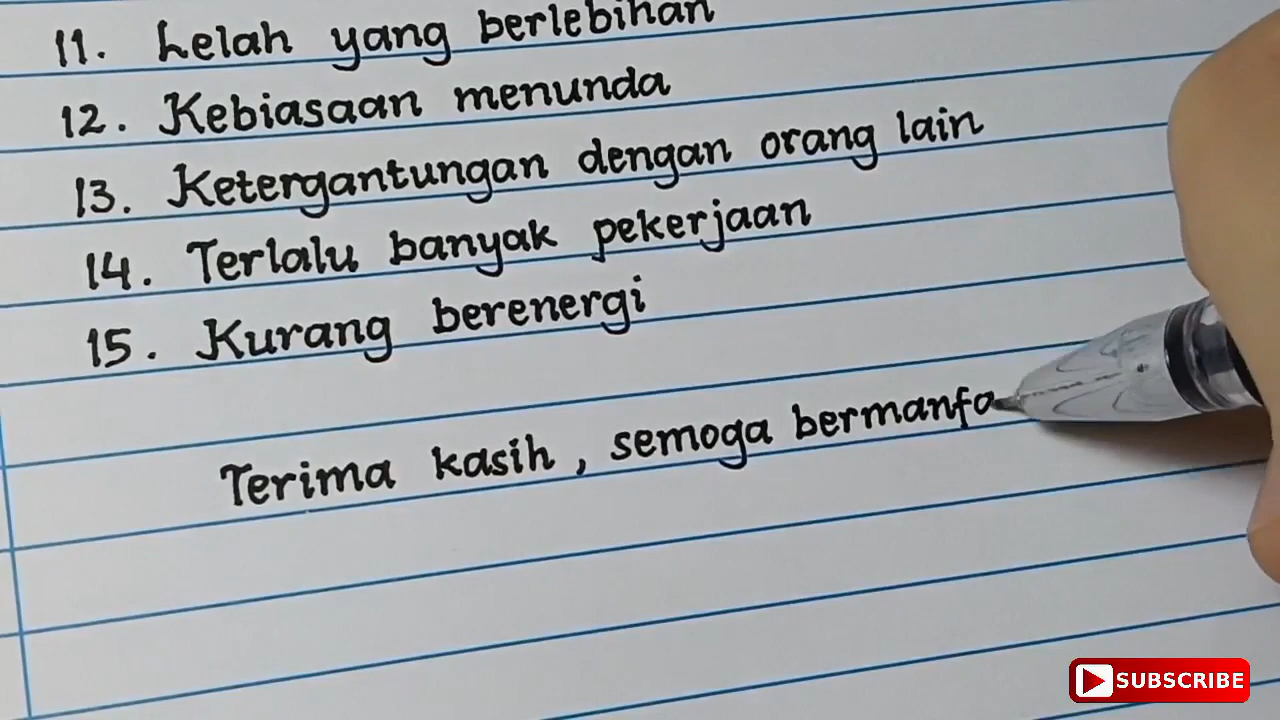 11. Lelah yang berlebihan
12. Kebiasaan menunda
13. Ketergantungan dengan orang lain
14. Terlalu banyak pekerjaan
15. Kurang berenergi
Terima kasih, semoga bermanfa
SUBSCRIBE